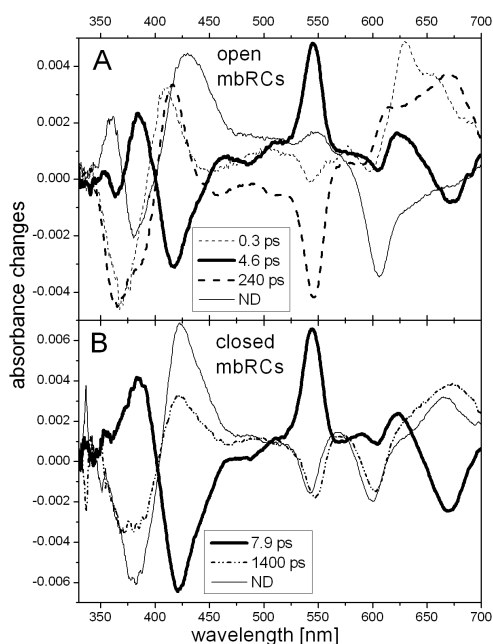 350 400 450 500 550 600 650 700
A
open
mbRCs
0.004
0.002
0.000
-0.002
-0.004
0.3 ps
4.6 ps
240 ps
ND
absorbance changes
B
closed
mbRCs
0.006
0.004
0.002
0.000
-0.002
-0.004
-0.006
7.9 ps
1400 ps
ND
350 400 450 500 550 600 650 700
wavelength [nm]